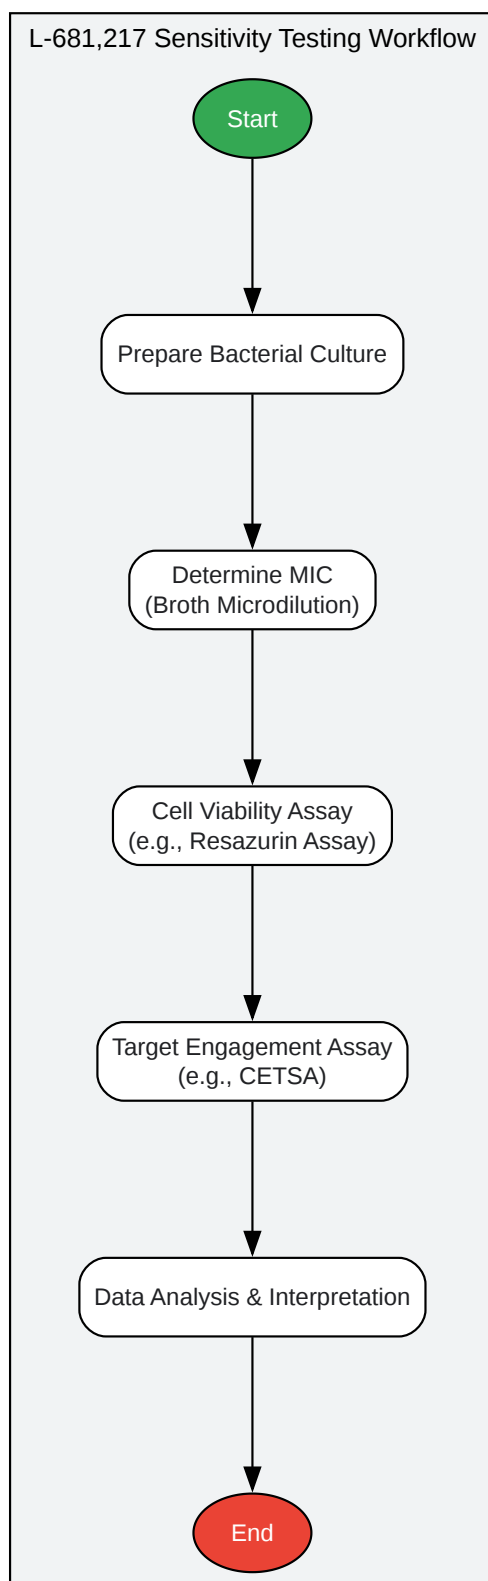 L-681,217 Sensitivity Testing Workflow
Start
Prepare Bacterial Culture
Determine MIC
(Broth Microdilution)
Cell Viability Assay
(e.g., Resazurin Assay)
Target Engagement Assay
(e.g., CETSA)
Data Analysis & Interpretation
End